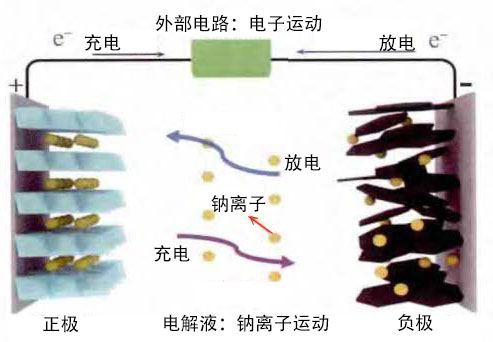 外部电路：电子运动
e⁻ 充电
放电 e⁻
+
-
放电
钠离子
充电
正极
电解液：钠离子运动
负极